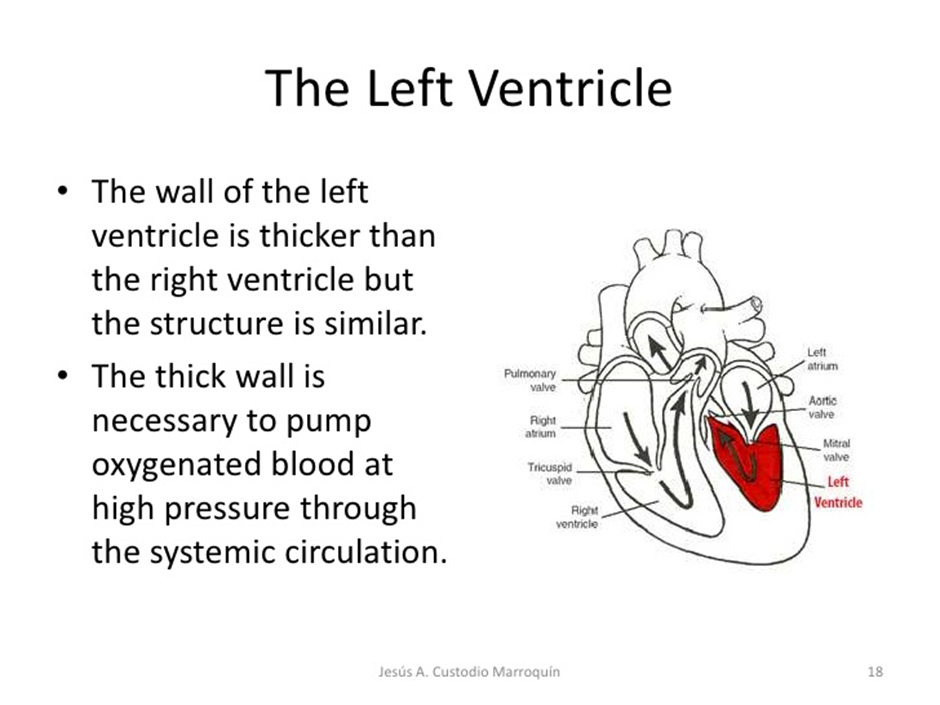 The Left Ventricle
• The wall of the left
ventricle is thicker than
the right ventricle but
the structure is similar.
• The thick wall is
necessary to pump
oxygenated blood at
high pressure through
the systemic circulation.
Pulmonary
valve
Right
atrium
Tricuspid
valve
Right
ventricle
Left
atrium
Aortic
valve
Mitral
valve
Left
Ventricle
Jesús A. Custodio Marroquín
18